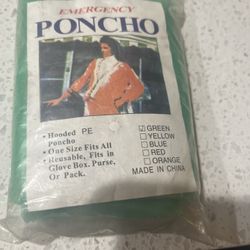 EMERGENCY
PONCHO
• Hooded PE
Poncho
• One Size Fits All
• Reusable, Fits in
Glove Box. Purse,
Or Pack.
☑ GREEN
☐ YELLOW
☐ BLUE
☐ RED
☐ ORANGE
MADE IN CHINA